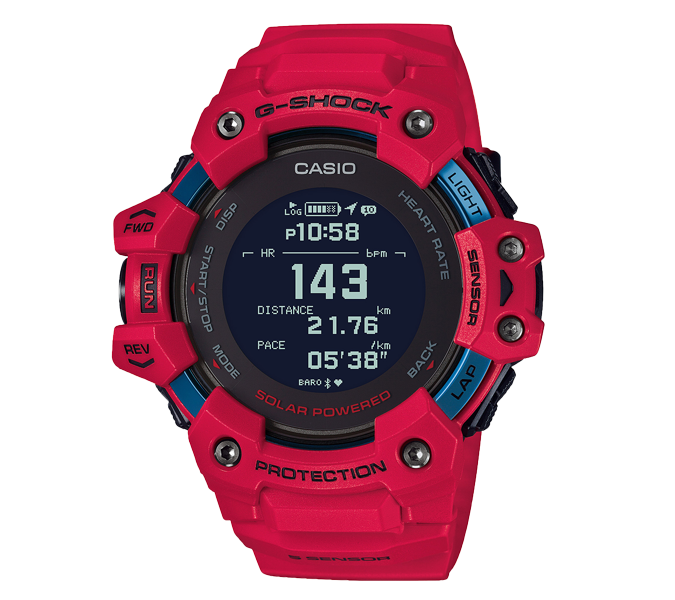 G-SHOCK
CASIO
LOG 10
P10:58
HR bpm
143
DISTANCE km
21.76
PACE /km
05'38"
BARO
SOLAR POWERED
DISP
START/STOP
MODE
HEART RATE
BACK
FWD
RUN
REV
LIGHT
SENSOR
LAP
PROTECTION
5 SENSOR